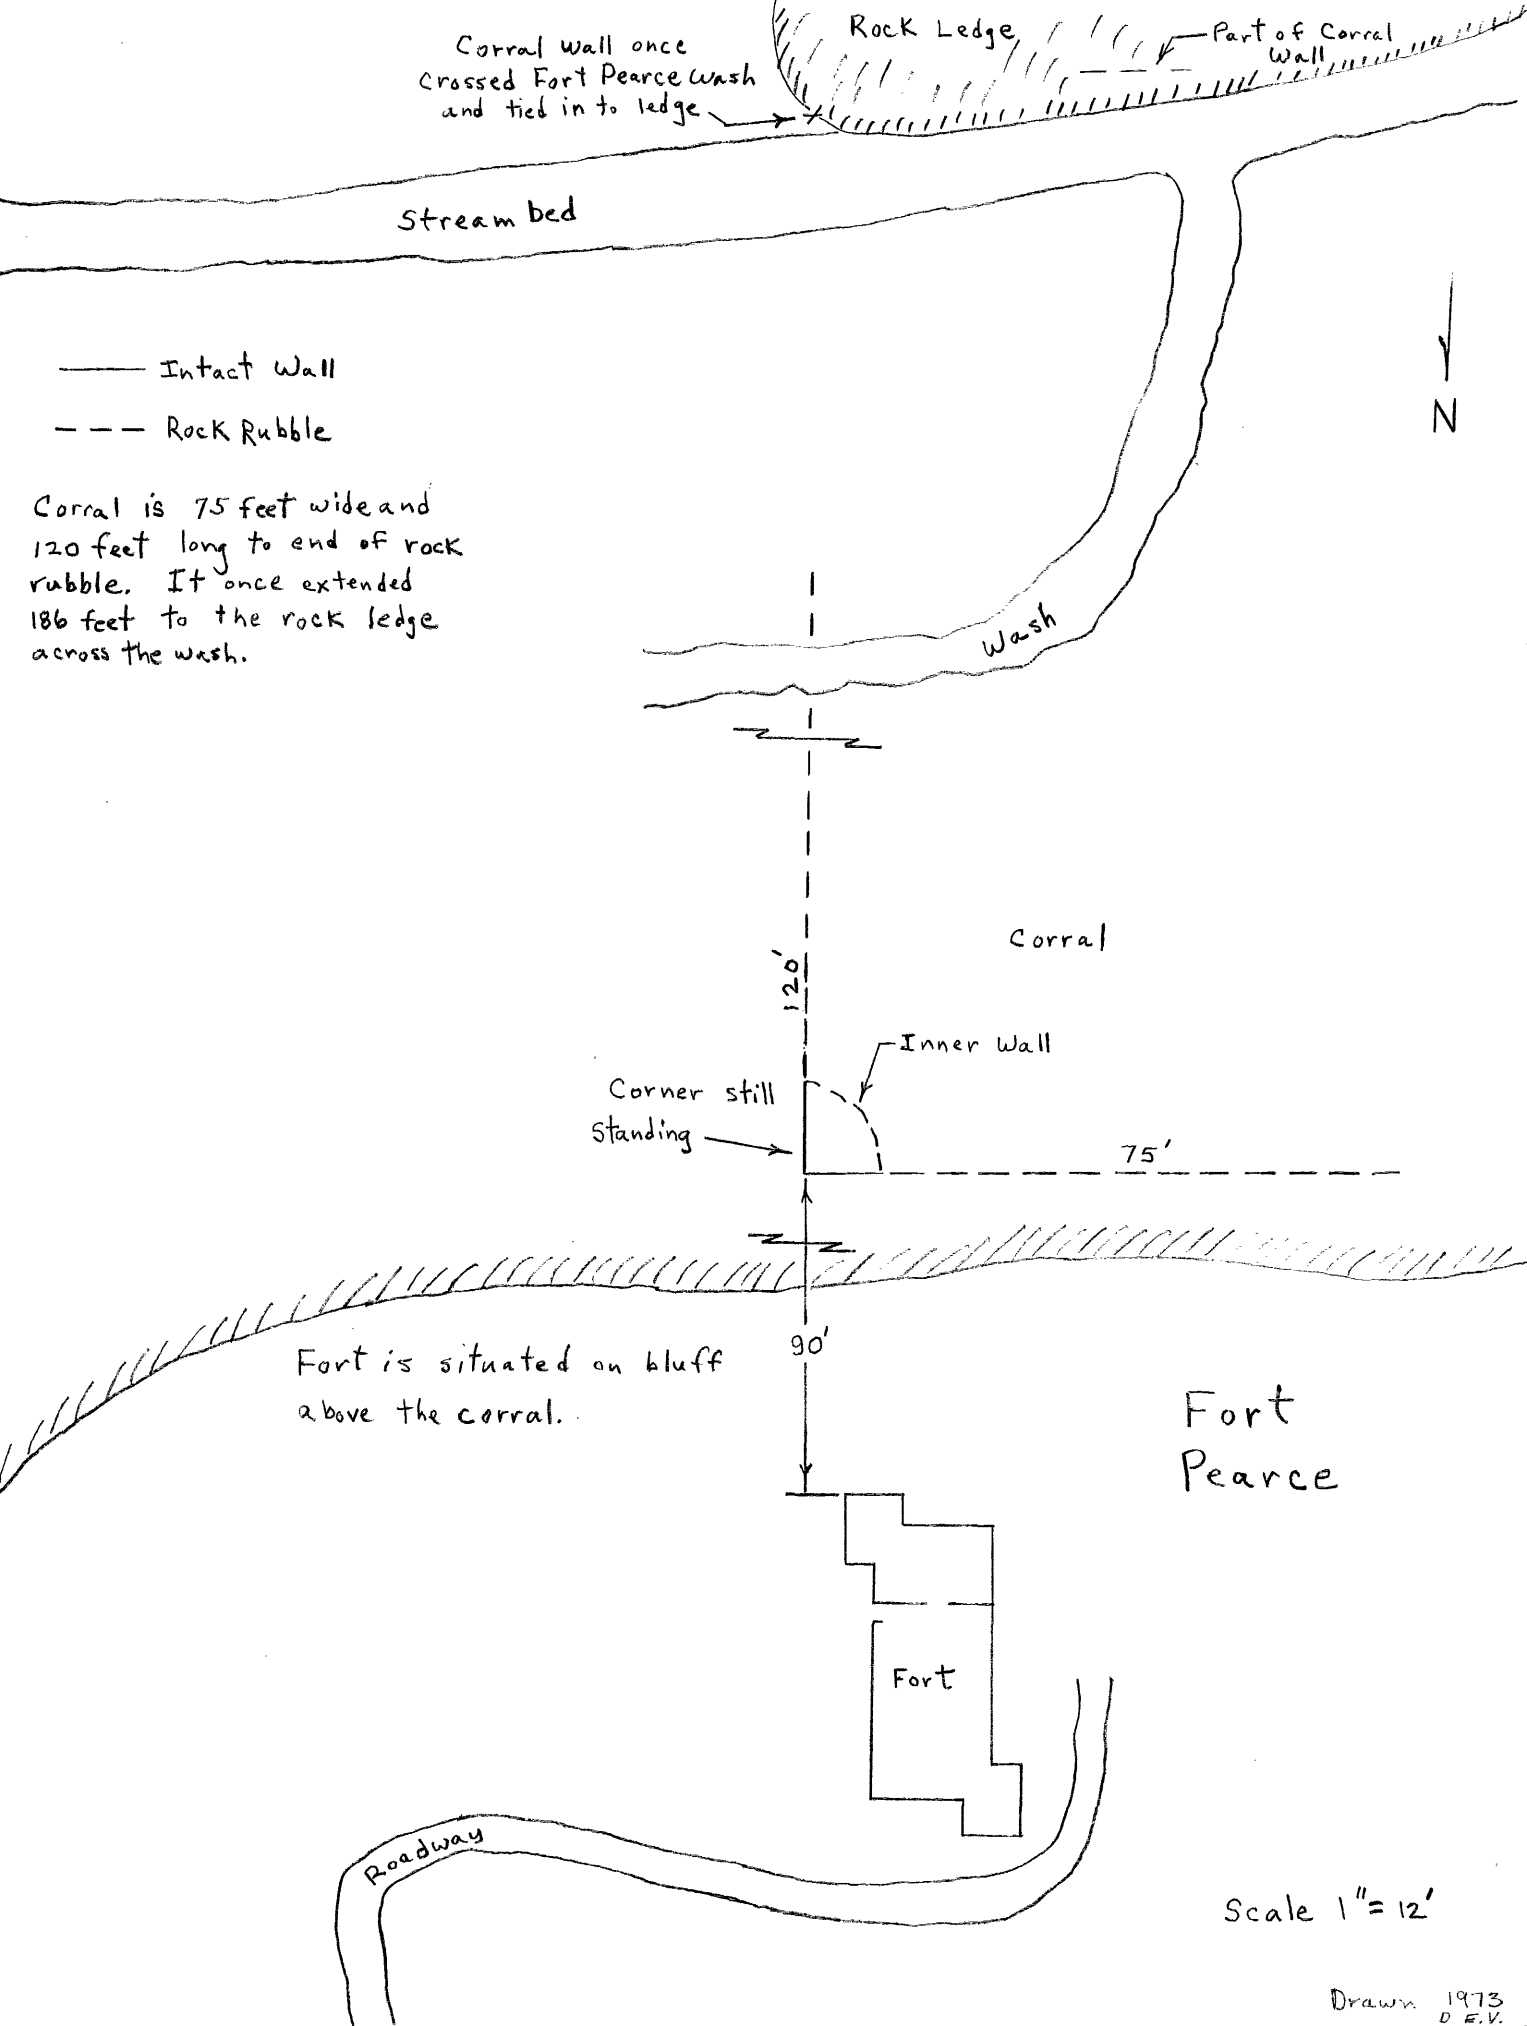 Rock Ledge
Part of Corral
Wall
Corral wall once
crossed Fort Pearce wash
and tied in to ledge
Stream bed
Intact Wall
Rock Rubble
N
Corral is 75 feet wide and
120 feet long to end of rock
rubble. It once extended
186 feet to the rock ledge
across the wash.
Wash
Corral
120'
Inner Wall
Corner still
standing
75'
90'
Fort is situated on bluff
above the corral.
Fort
Pearce
Fort
Roadway
Scale 1"= 12'
Drawn 1973
D.E.V.